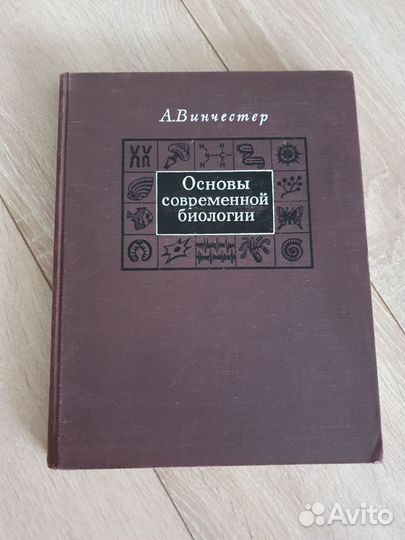 А.Винчестер
Основы
современной
биологии
Avito